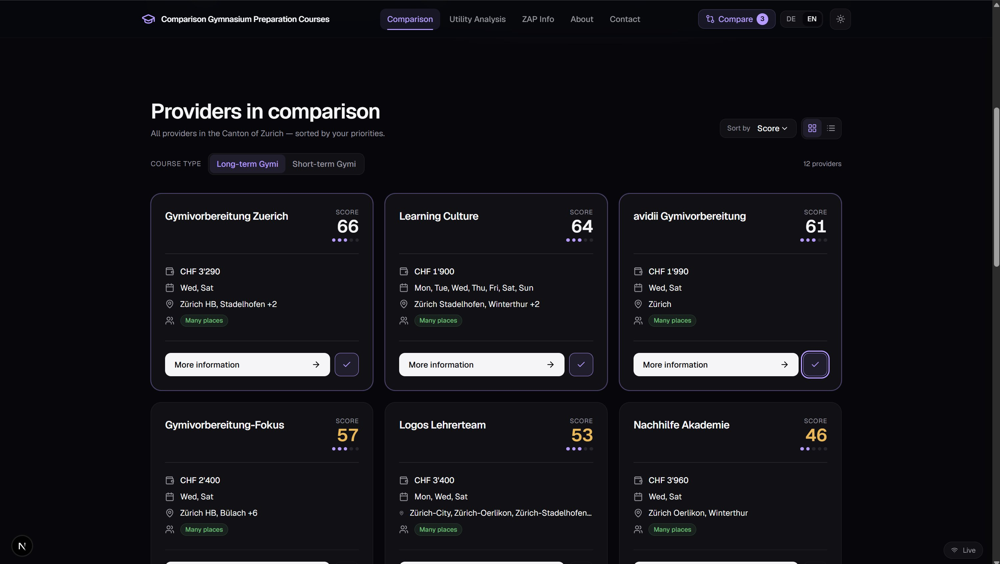 Comparison Gymnasium Preparation Courses
Comparison
Utility Analysis
ZAP Info
About
Contact
Compare 3
DE
EN
Providers in comparison
All providers in the Canton of Zurich — sorted by your priorities.
Sort by Score
COURSE TYPE
Long-term Gymi
Short-term Gymi
12 providers
Gymivorbereitung Zuerich
SCORE
66
CHF 3'290
Wed, Sat
Zürich HB, Stadelhofen +2
Many places
More information
Learning Culture
SCORE
64
CHF 1'900
Mon, Tue, Wed, Thu, Fri, Sat, Sun
Zürich Stadelhofen, Winterthur +2
Many places
More information
avidii Gymivorbereitung
SCORE
61
CHF 1'990
Wed, Sat
Zürich
Many places
More information
Gymivorbereitung-Fokus
SCORE
57
CHF 2'400
Wed, Sat
Zürich HB, Bülach +6
Many places
Logos Lehrerteam
SCORE
53
CHF 3'400
Mon, Wed, Sat
Zürich-City, Zürich-Oerlikon, Zürich-Stadelhofen...
Many places
Nachhilfe Akademie
SCORE
46
CHF 3'960
Wed, Sat
Zürich Oerlikon, Winterthur
Many places
N
Live